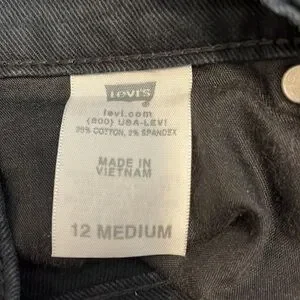 Levi's
levi.com
(800) USA-LEVI
98% COTTON, 2% SPANDEX
MADE IN
VIETNAM
12 MEDIUM